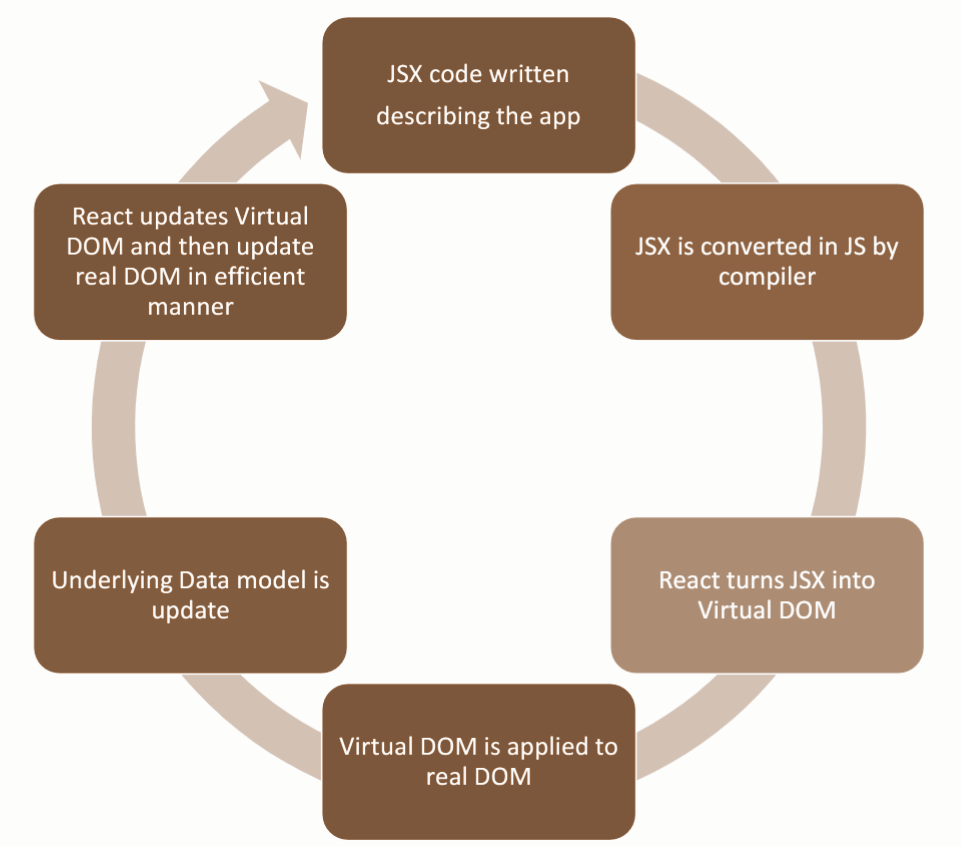 JSX code written
describing the app
JSX is converted in JS by
compiler
React turns JSX into
Virtual DOM
Virtual DOM is applied to
real DOM
Underlying Data model is
update
React updates Virtual
DOM and then update
real DOM in efficient
manner